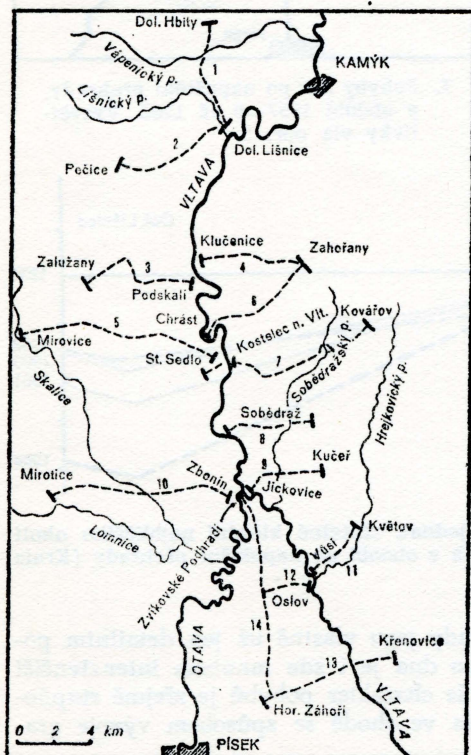 Dol. Hbity
KAMÝK
Věpenický p.
1
Líšnický p.
2
Dol. Líšnice
Pečice
VLTAVA
Klučenice
Zahořany
Zalužany
3
4
Podskalí
6
Chrást
Kostelec n. Vlt.
Kovářov
5
Mirovice
St. Sedlo
7
Sobědražský p.
Hrejkovický p.
Skalice
Sobědraž
8
Kučeř
9
Mirotice
10
Zbonín
Jickovice
Lomnice
Květov
Zvíkovské Podhradí
Vůsí
11
12
Oslov
14
OTAVA
Křenovice
13
Hor. Záhoří
VLTAVA
0 2 4 km
PÍSEK